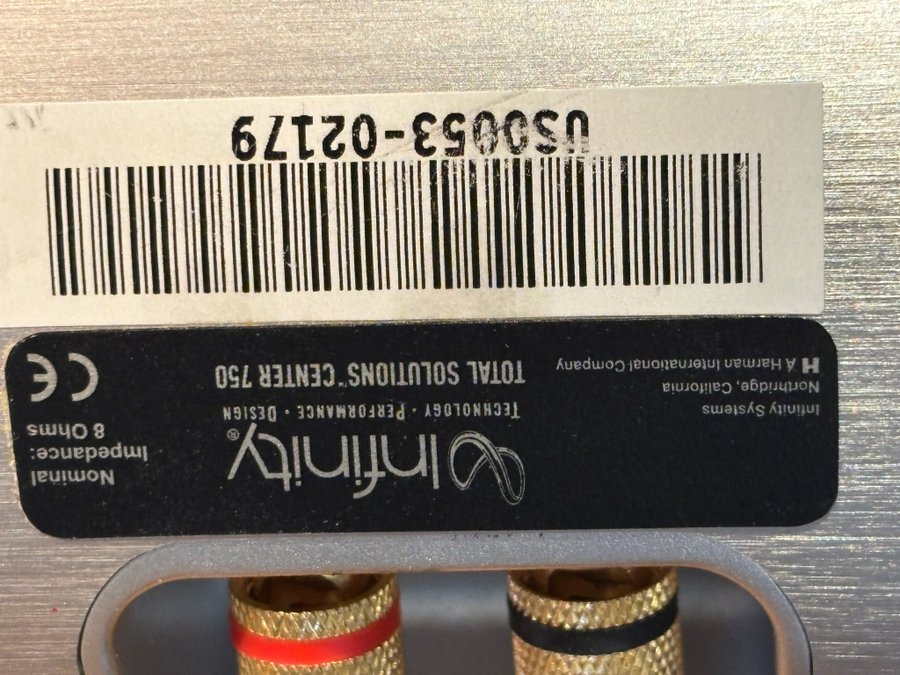 Infinity®
TECHNOLOGY · PERFORMANCE · DESIGN
TOTAL SOLUTIONS™ CENTER 750
Infinity Systems
Northridge, California
H A Harman International Company
Nominal
Impedance:
8 Ohms
CE
US0053-02179